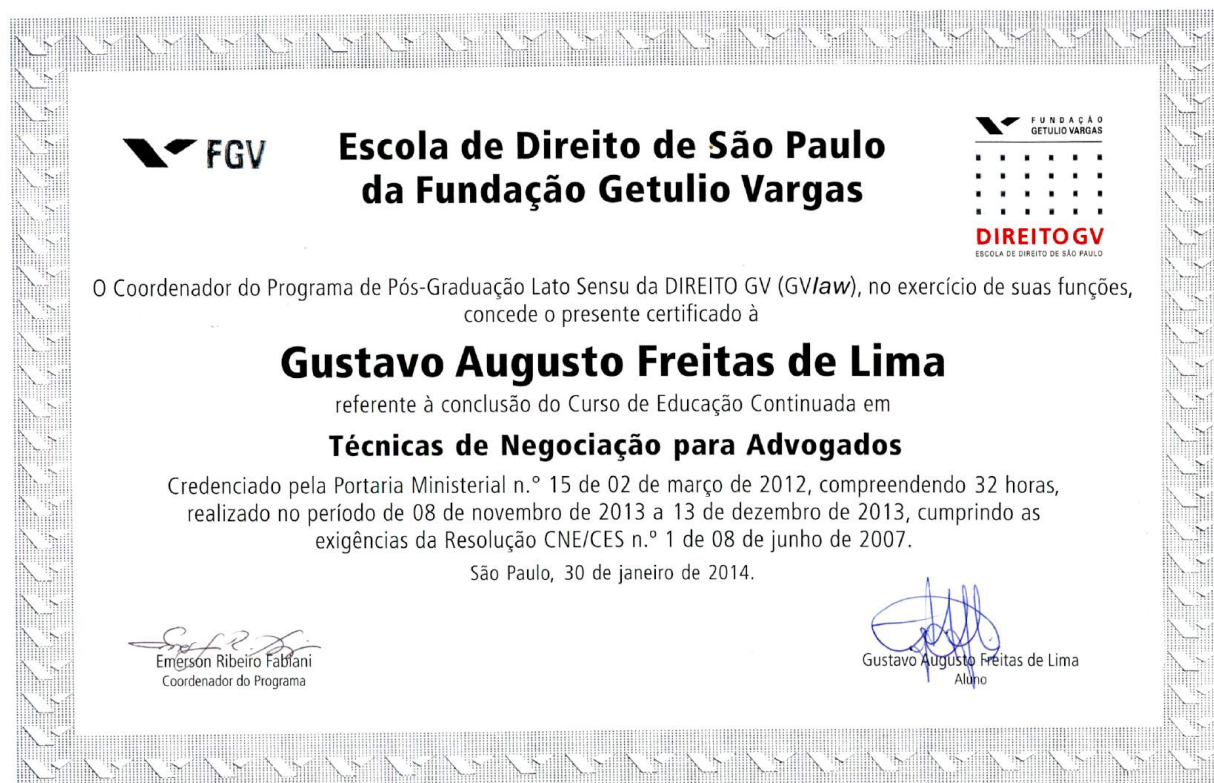 FGV
Escola de Direito de São Paulo
da Fundação Getulio Vargas
FUNDAÇÃO
GETULIO VARGAS
DIREITO GV
ESCOLA DE DIREITO DE SÃO PAULO
O Coordenador do Programa de Pós-Graduação Lato Sensu da DIREITO GV (GVlaw), no exercício de suas funções,
concede o presente certificado à
Gustavo Augusto Freitas de Lima
referente à conclusão do Curso de Educação Continuada em
Técnicas de Negociação para Advogados
Credenciado pela Portaria Ministerial n.º 15 de 02 de março de 2012, compreendendo 32 horas,
realizado no período de 08 de novembro de 2013 a 13 de dezembro de 2013, cumprindo as
exigências da Resolução CNE/CES n.º 1 de 08 de junho de 2007.
São Paulo, 30 de janeiro de 2014.
Emerson Ribeiro Fabiani
Coordenador do Programa
Gustavo Augusto Freitas de Lima
Aluno